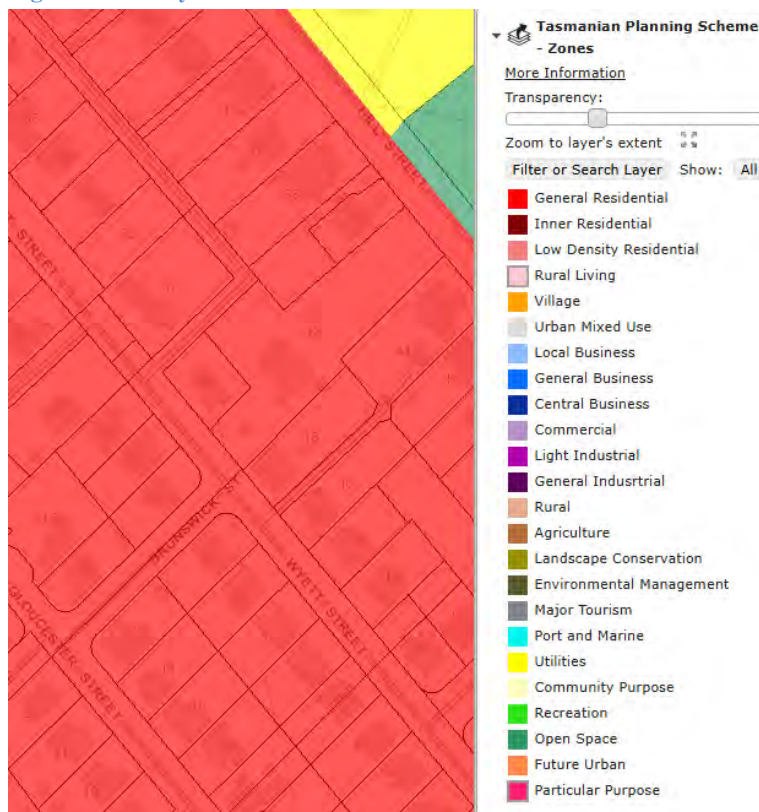 Tasmanian Planning Scheme
- Zones
More Information
Transparency:
Zoom to layer's extent
Filter or Search Layer Show: All
General Residential
Inner Residential
Low Density Residential
Rural Living
Village
Urban Mixed Use
Local Business
General Business
Central Business
Commercial
Light Industrial
General Indusrtrial
Rural
Agriculture
Landscape Conservation
Environmental Management
Major Tourism
Port and Marine
Utilities
Community Purpose
Recreation
Open Space
Future Urban
Particular Purpose
STREET
STREET
BRUNSWICK ST
WYETT STREET
GLOUCESTER STREET